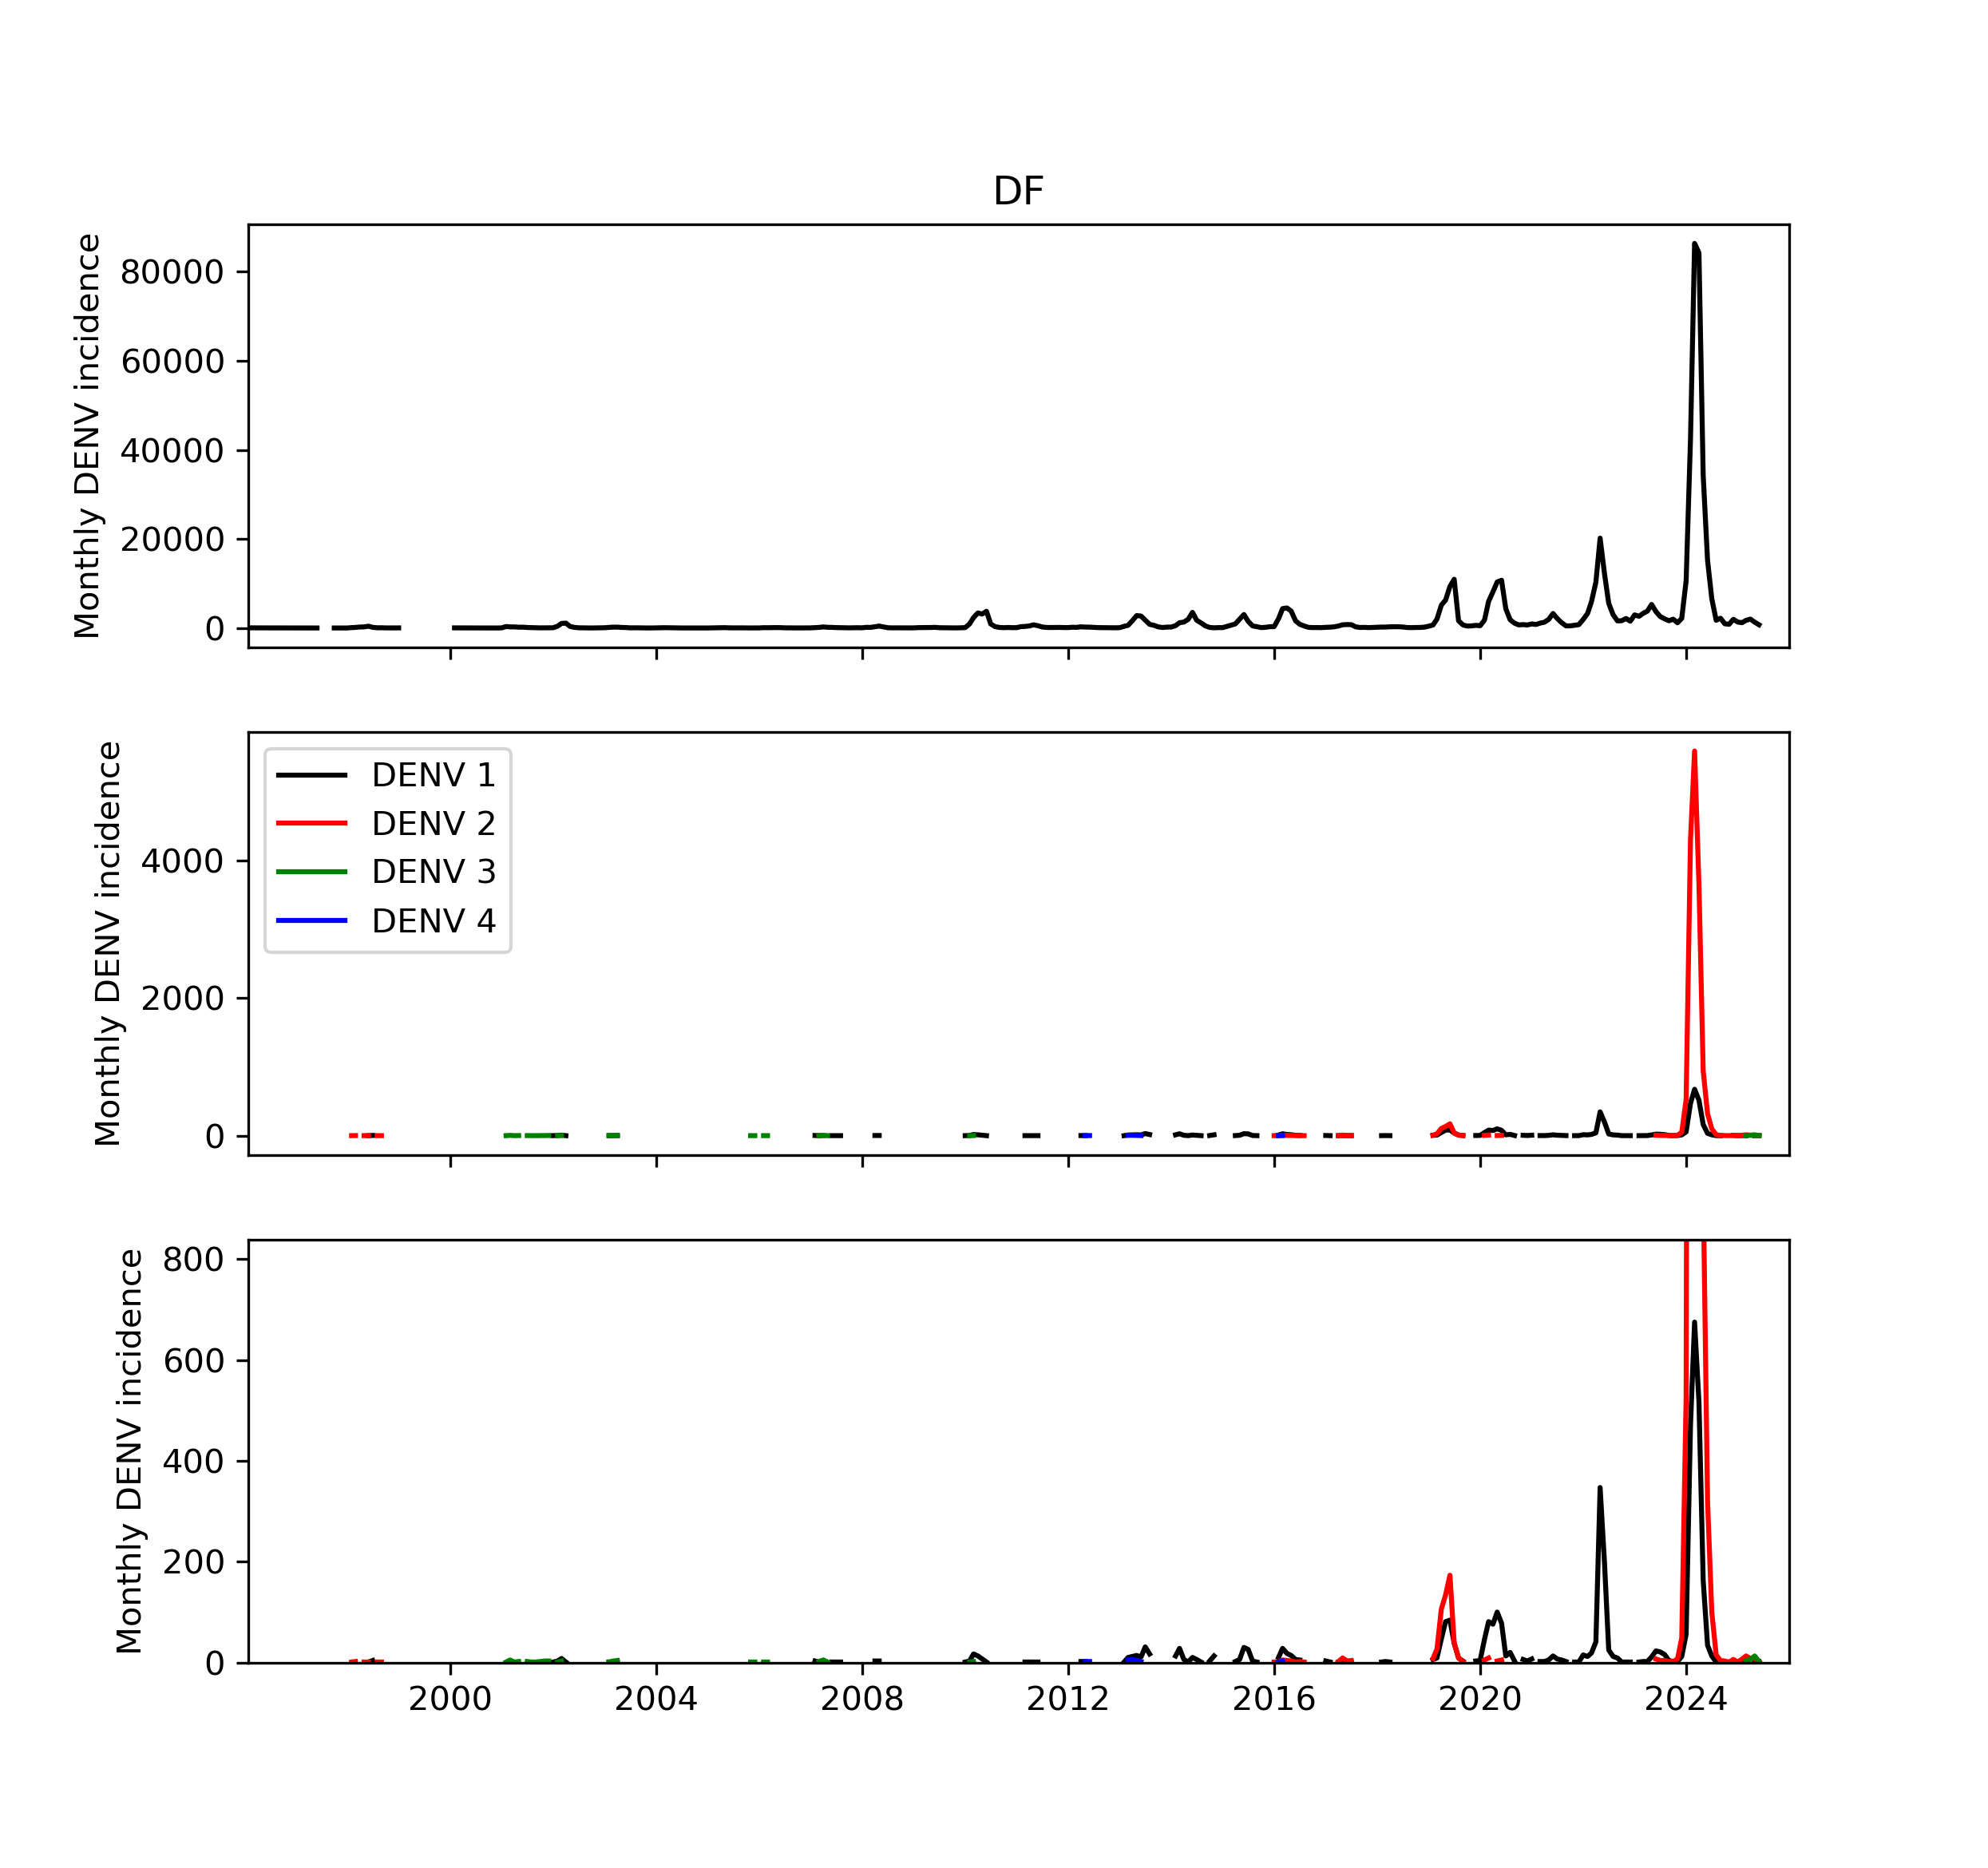 DF
Monthly DENV incidence
80000
60000
40000
20000
0
Monthly DENV incidence
4000
2000
0
DENV 1
DENV 2
DENV 3
DENV 4
Monthly DENV incidence
800
600
400
200
0
2000 2004 2008 2012 2016 2020 2024